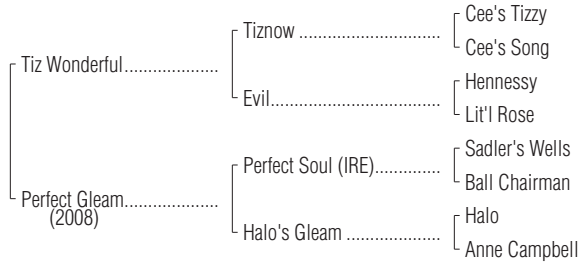 Cee's Tizzy
Tiznow ........................................
Cee's Song
Tiz Wonderful....................
Hennessy
Evil................................................
Lit'l Rose
Sadler's Wells
Perfect Soul (IRE)..................
Ball Chairman
Perfect Gleam....................
(2008)
Halo
Halo's Gleam ..........................
Anne Campbell